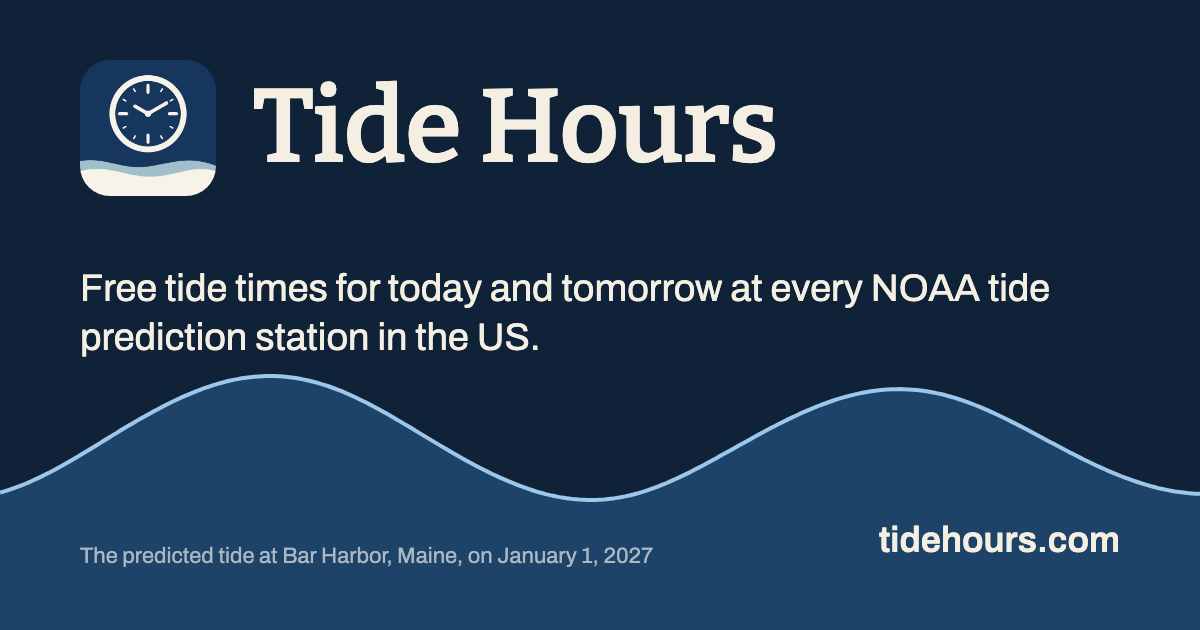 Tide Hours
Free tide times for today and tomorrow at every NOAA tide
prediction station in the US.
The predicted tide at Bar Harbor, Maine, on January 1, 2027
tidehours.com